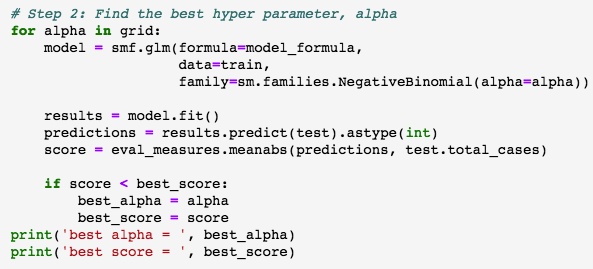 # Step 2: Find the best hyper parameter, alpha
for alpha in grid:
    model = smf.glm(formula=model_formula,
                    data=train,
                    family=sm.families.NegativeBinomial(alpha=alpha))

    results = model.fit()
    predictions = results.predict(test).astype(int)
    score = eval_measures.meanabs(predictions, test.total_cases)

    if score < best_score:
        best_alpha = alpha
        best_score = score
print('best alpha = ', best_alpha)
print('best score = ', best_score)